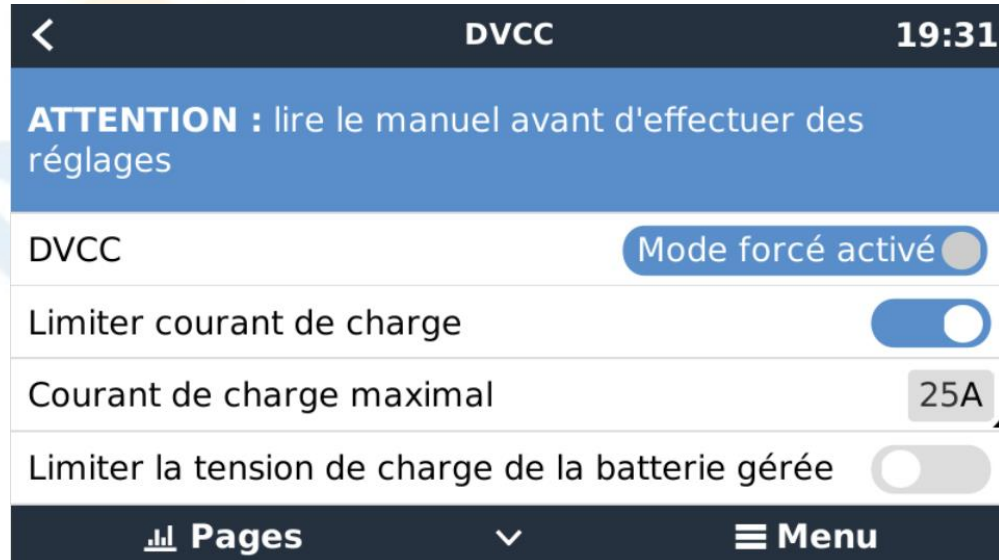 DVCC
19:31
ATTENTION : lire le manuel avant d'effectuer des
réglages
DVCC
Mode forcé activé
Limiter courant de charge
Courant de charge maximal
25A
Limiter la tension de charge de la batterie gérée
Pages
Menu